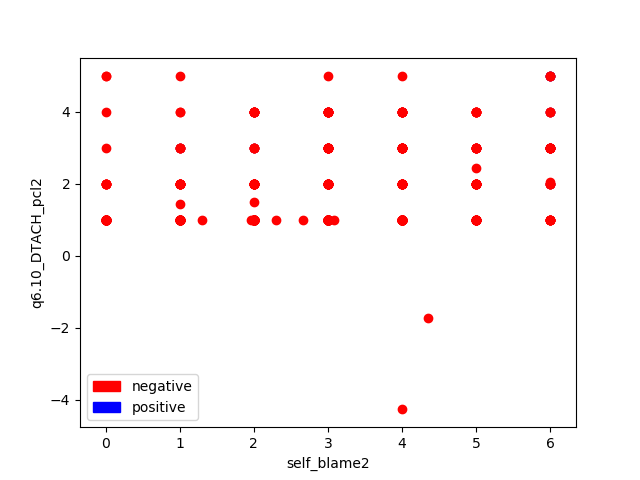 4
2
0
−2
−4
q6.10_DTACH_pcl2
negative
positive
0 1 2 3 4 5 6
self_blame2